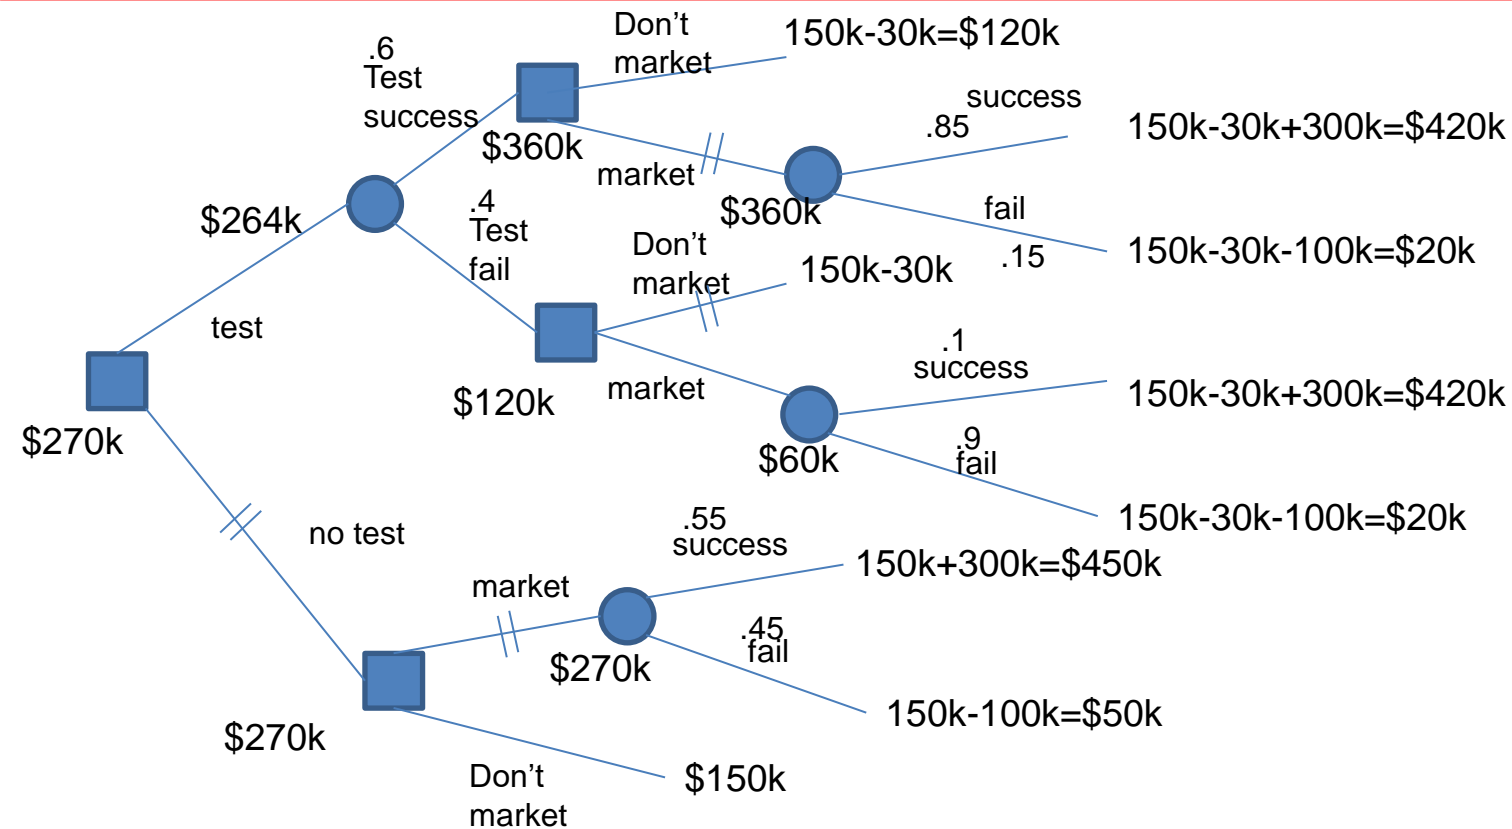 .6
Test
success
Don’t
market
150k-30k=$120k
success
.85
150k-30k+300k=$420k
$360k
market
$360k
fail
.15
150k-30k-100k=$20k
$264k
.4
Test
fail
Don’t
market
150k-30k
test
.1
success
150k-30k+300k=$420k
market
$120k
$270k
$60k
.9
fail
150k-30k-100k=$20k
no test
.55
success
150k+300k=$450k
market
.45
fail
$270k
150k-100k=$50k
$270k
Don’t
market
$150k